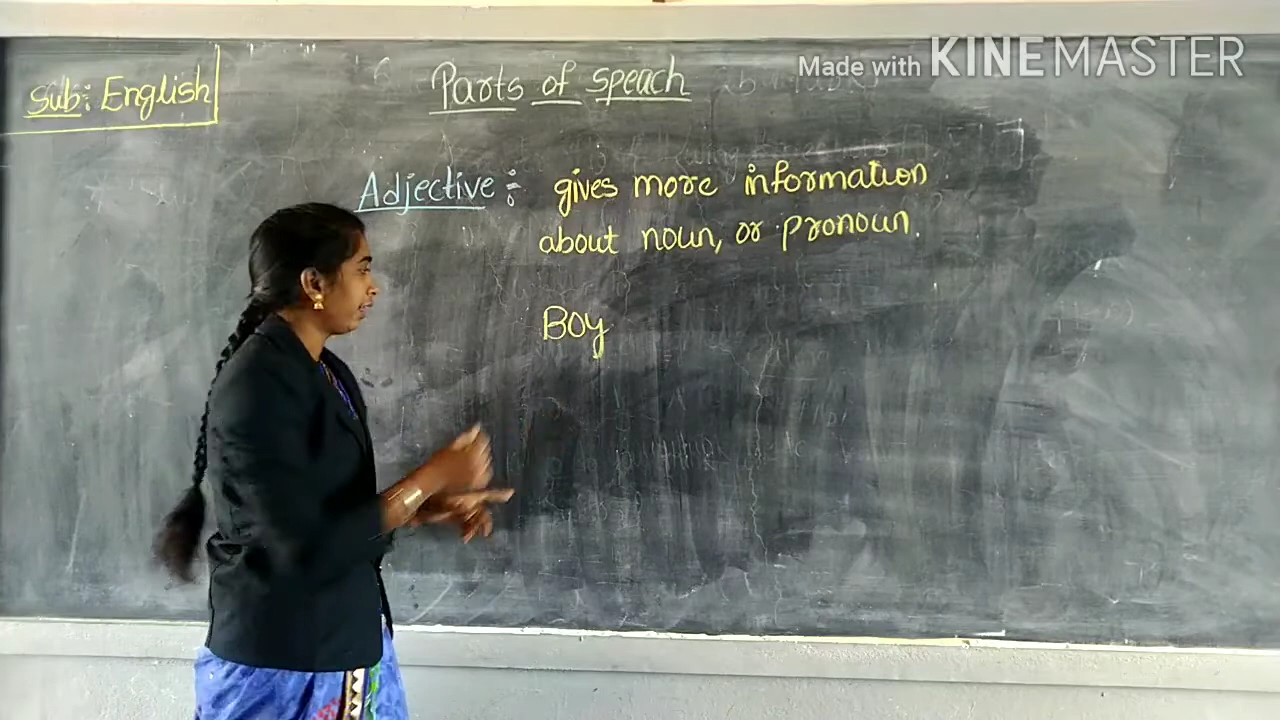 Sub: English
Parts of speach
Made with KINEMASTER
Adjective : gives more information
about noun, or pronoun.
Boy